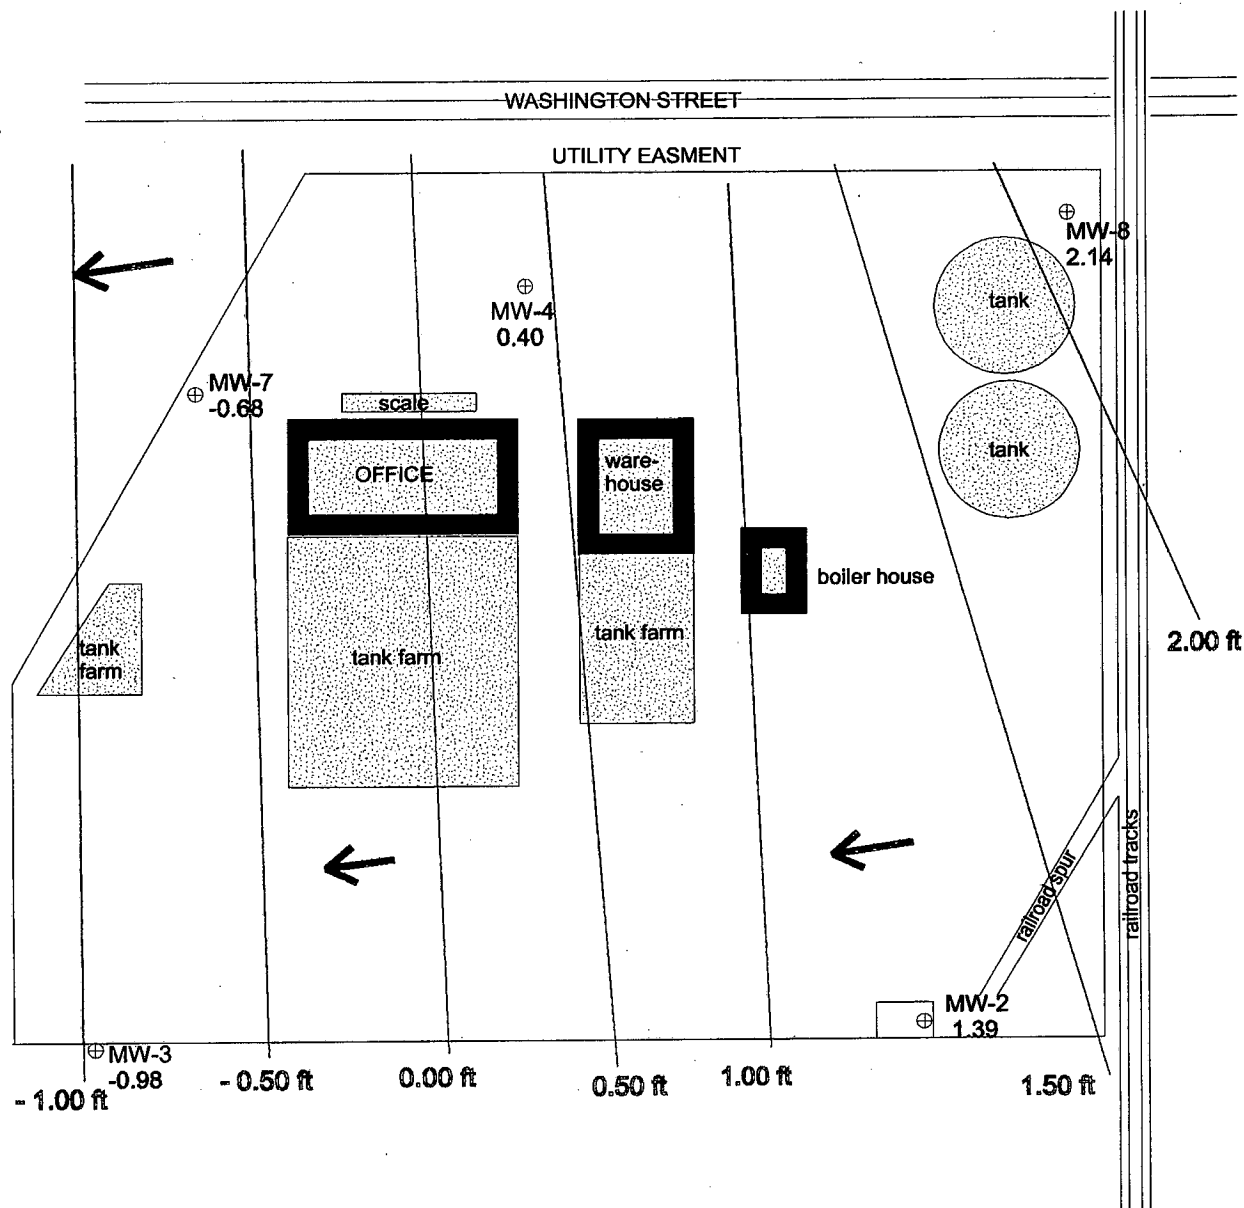 WASHINGTON STREET
UTILITY EASMENT
MW-8
2.14
tank
MW-4
0.40
MW-7
-0.68
scale
OFFICE
ware-
house
tank
boiler house
tank farm
tank farm
tank
farm
2.00 ft
railroad spur
railroad tracks
MW-2
1.39
MW-3
-0.98
- 1.00 ft
- 0.50 ft
0.00 ft
0.50 ft
1.00 ft
1.50 ft